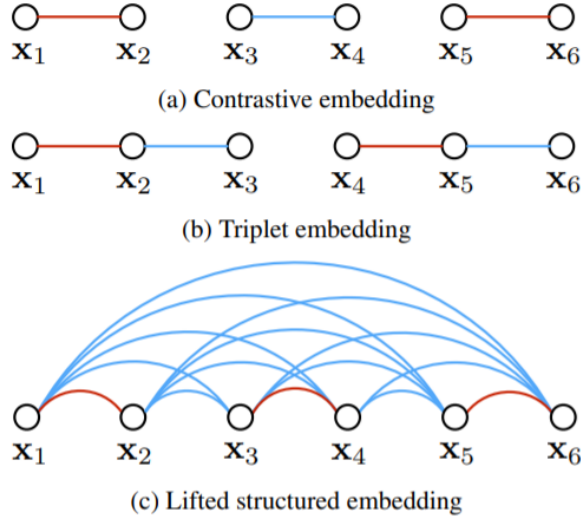 x1 x2 x3 x4 x5 x6
(a) Contrastive embedding
x1 x2 x3 x4 x5 x6
(b) Triplet embedding
x1 x2 x3 x4 x5 x6
(c) Lifted structured embedding